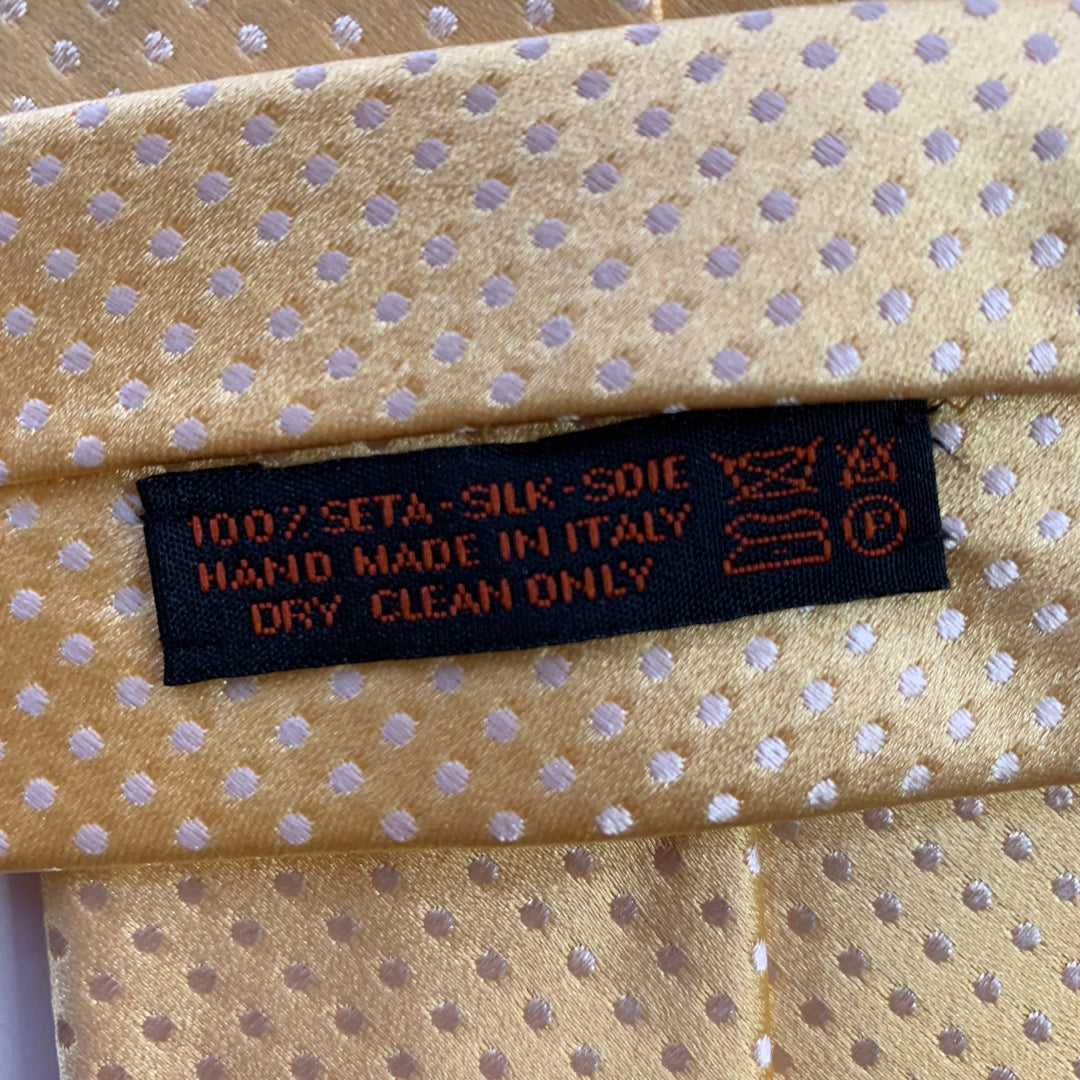 100% SETA-SILK-SOIE
HAND MADE IN ITALY
DRY CLEAN ONLY
P